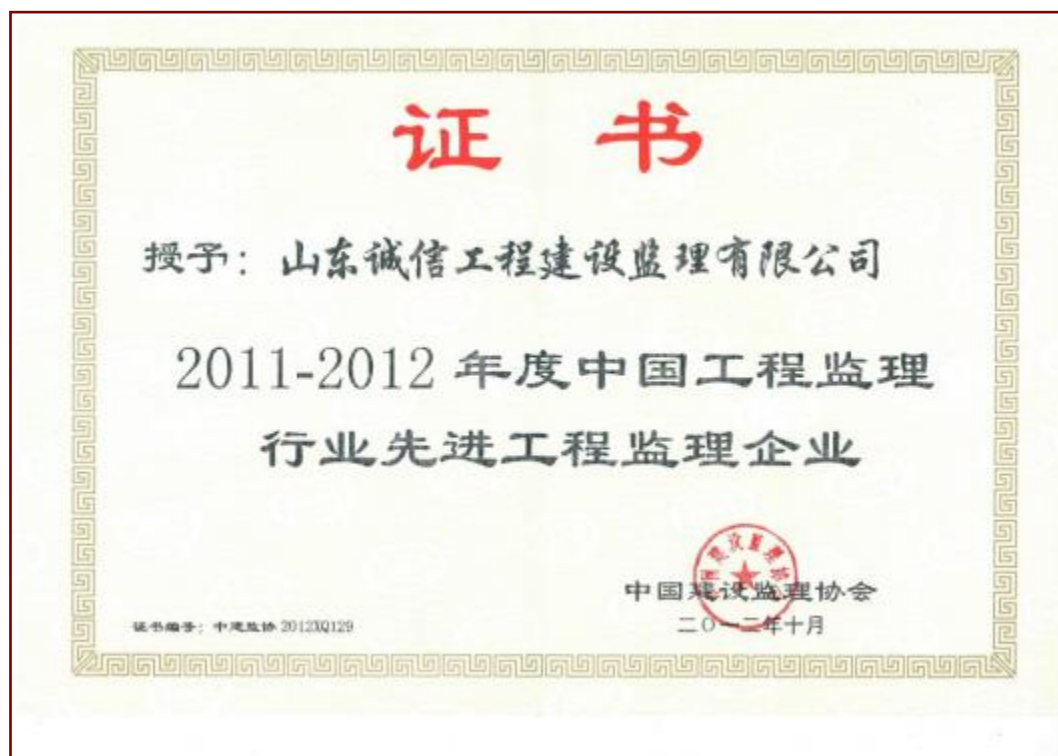 证 书
授予：山东诚信工程建设监理有限公司
2011-2012 年度中国工程监理
行业先进工程监理企业
中国建设监理协会
二〇一二年十月
证书编号：中建监协 2012XQ129